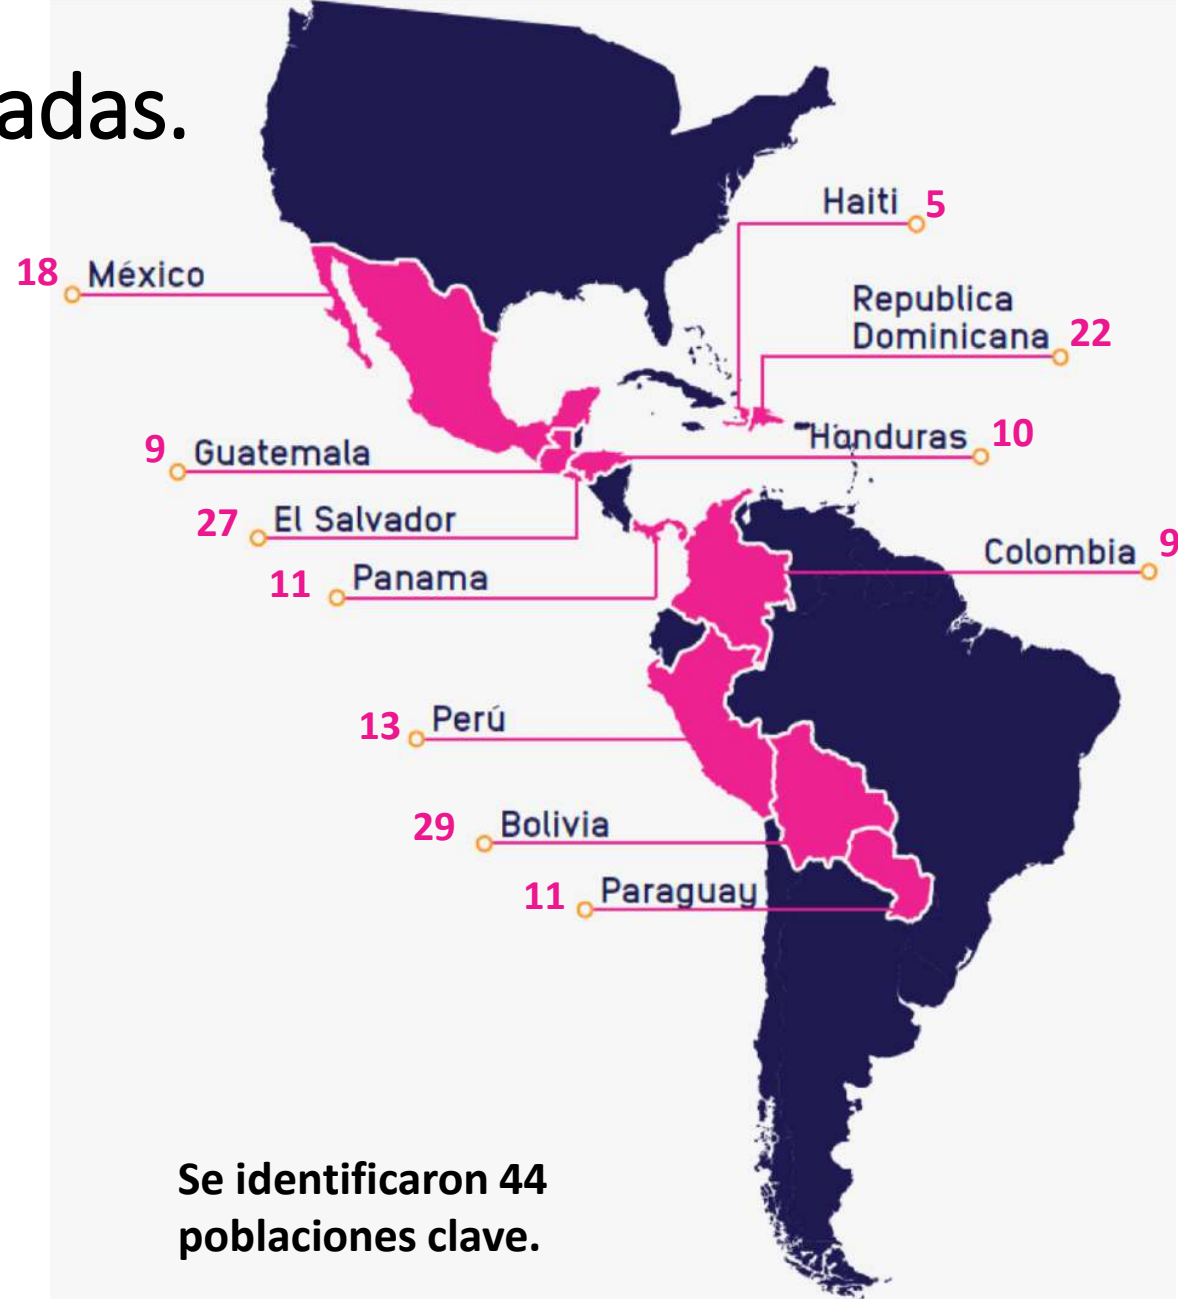 adas.
Haiti 5
18 México
Republica
Dominicana 22
Honduras 10
9 Guatemala
27 El Salvador
Colombia 9
11 Panama
13 Perú
29 Bolivia
11 Paraguay
Se identificaron 44
poblaciones clave.